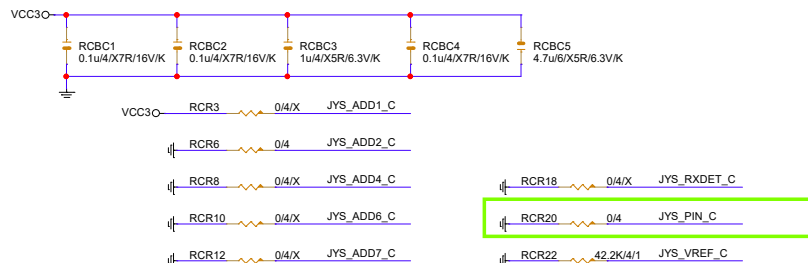 VCC3
RCBC1
0.1u/4/X7R/16V/K
RCBC2
0.1u/4/X7R/16V/K
RCBC3
1u/4/X5R/6.3V/K
RCBC4
0.1u/4/X7R/16V/K
RCBC5
4.7u/6/X5R/6.3V/K
VCC3 RCR3 0/4/X JYS_ADD1_C
RCR6 0/4 JYS_ADD2_C
RCR8 0/4/X JYS_ADD4_C
RCR18 0/4/X JYS_RXDET_C
RCR10 0/4/X JYS_ADD6_C
RCR20 0/4 JYS_PIN_C
RCR12 0/4/X JYS_ADD7_C
RCR22 42.2K/4/1 JYS_VREF_C